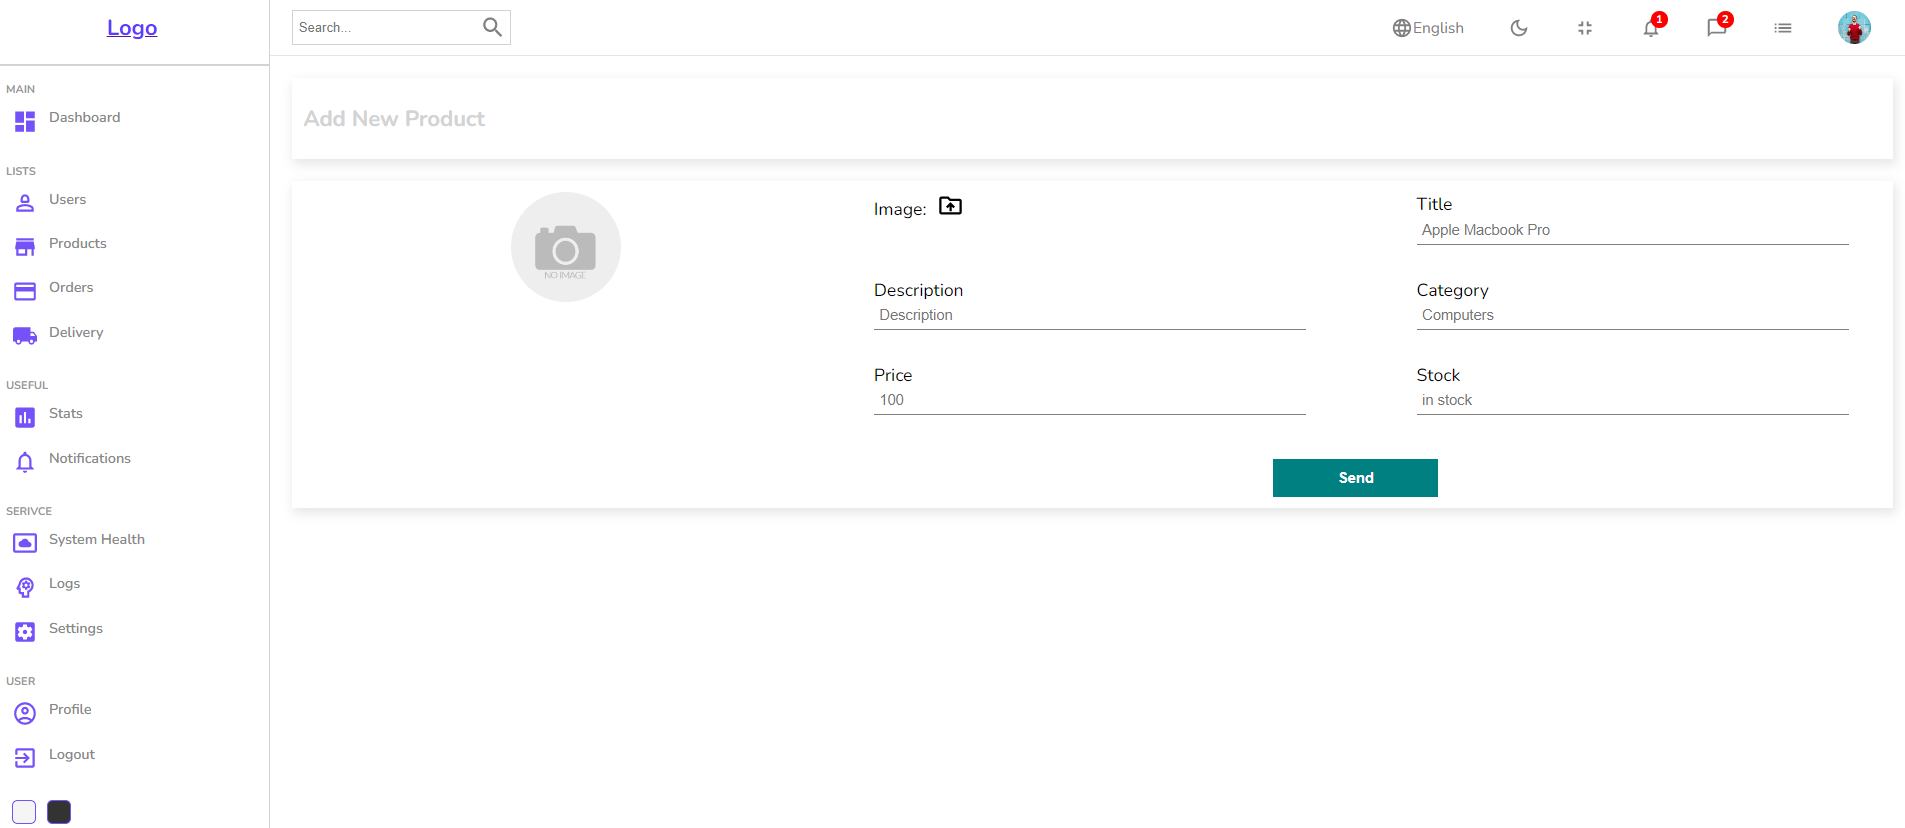 Logo
Search...
English
1
2
MAIN
Dashboard
LISTS
Users
Products
Orders
Delivery
USEFUL
Stats
Notifications
SERIVCE
System Health
Logs
Settings
USER
Profile
Logout
Add New Product
NO IMAGE
Image:
Title
Apple Macbook Pro
Description
Description
Category
Computers
Price
100
Stock
in stock
Send